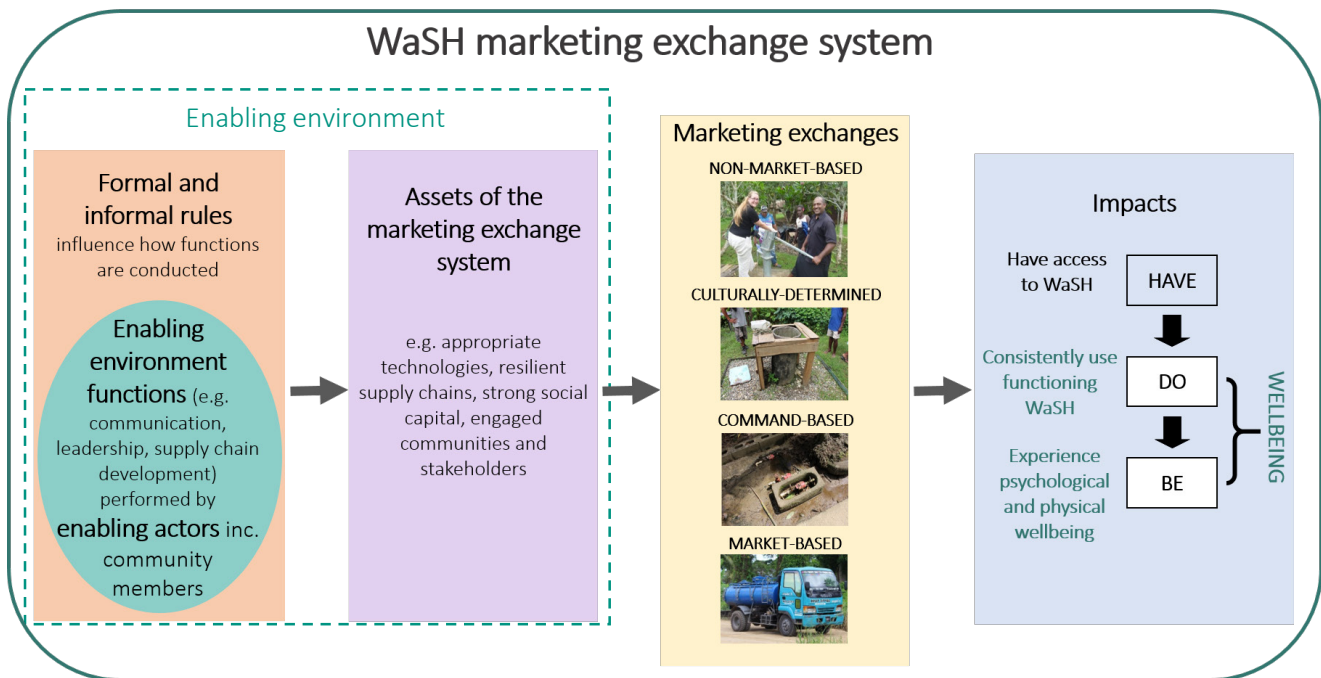 WaSH marketing exchange system
Enabling environment
Formal and
informal rules
influence how functions
are conducted
Enabling
environment
functions (e.g.
communication,
leadership, supply chain
development)
performed by
enabling actors inc.
community
members
Assets of the
marketing exchange
system
e.g. appropriate
technologies, resilient
supply chains, strong social
capital, engaged
communities and
stakeholders
Marketing exchanges
NON-MARKET-BASED
CULTURALLY-DETERMINED
COMMAND-BASED
MARKET-BASED
Impacts
Have access
to WaSH
HAVE
Consistently use
functioning
WaSH
DO
Experience
psychological
and physical
wellbeing
BE
WELLBEING